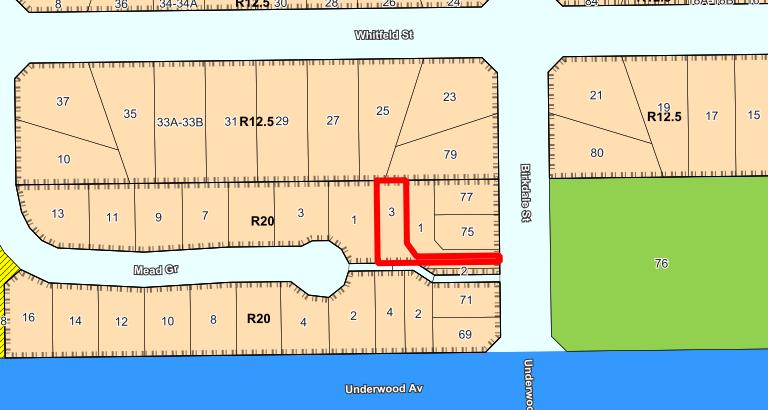 8 36 34-34A R12.5 30 28 26 24 84
Whitfeld St
37 35 33A-33B 31 R12.5 29 27 25 23
10 79
21 19 R12.5 17 15
80
Birkdale St
13 11 9 7 R20 3 1 3 1 77
75
76
Mead Gr
2
8 16 14 12 10 8 R20 4 2 4 2 71
69
Underwood Av